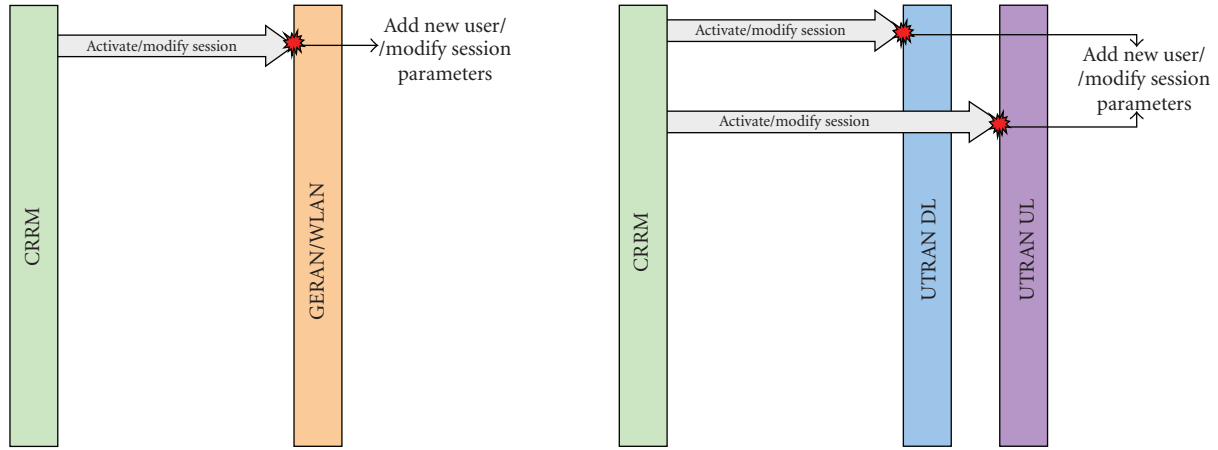 Activate/modify session
Add new user/
/modify session
parameters
CRRM
GERAN/WLAN
Activate/modify session
Add new user/
/modify session
parameters
Activate/modify session
CRRM
UTRAN DL
UTRAN UL